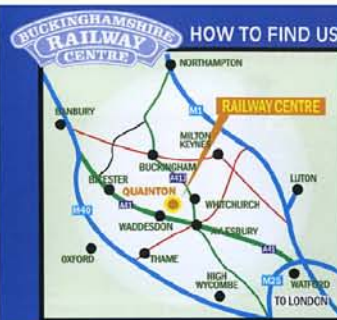 BUCKINGHAMSHIRE
RAILWAY
CENTRE
HOW TO FIND US
NORTHAMPTON
M1
RAILWAY CENTRE
BANBURY
MILTON
KEYNES
BUCKINGHAM
BICESTER
A413
LUTON
QUAINTON
A41
WHITCHURCH
M40
WADDESDON
AYLESBURY
OXFORD
THAME
A41
HIGH
WYCOMBE
M25
WATFORD
TO LONDON